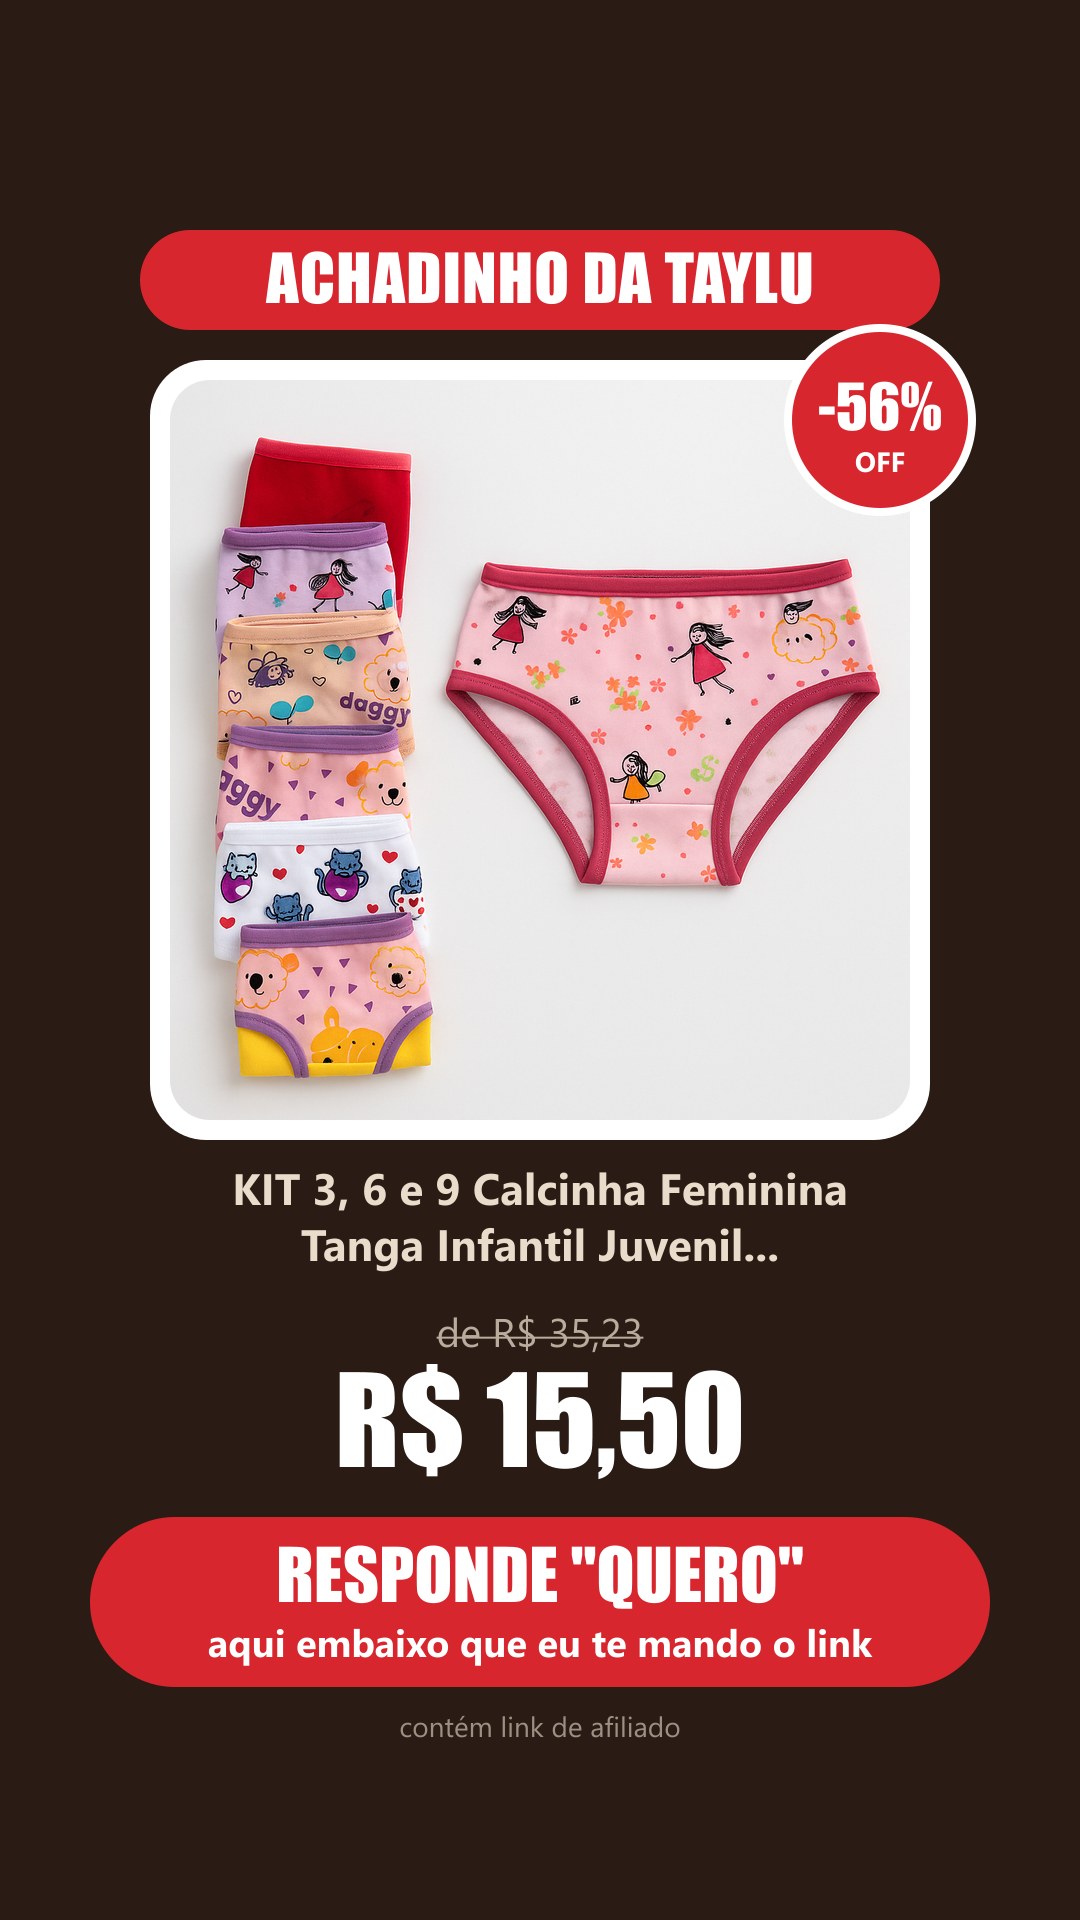 ACHADINHO DA TAYLU
-56%
OFF
daggy
aggy
KIT 3, 6 e 9 Calcinha Feminina
Tanga Infantil Juvenil...
de R$ 35,23
R$ 15,50
RESPONDE "QUERO"
aqui embaixo que eu te mando o link
contém link de afiliado